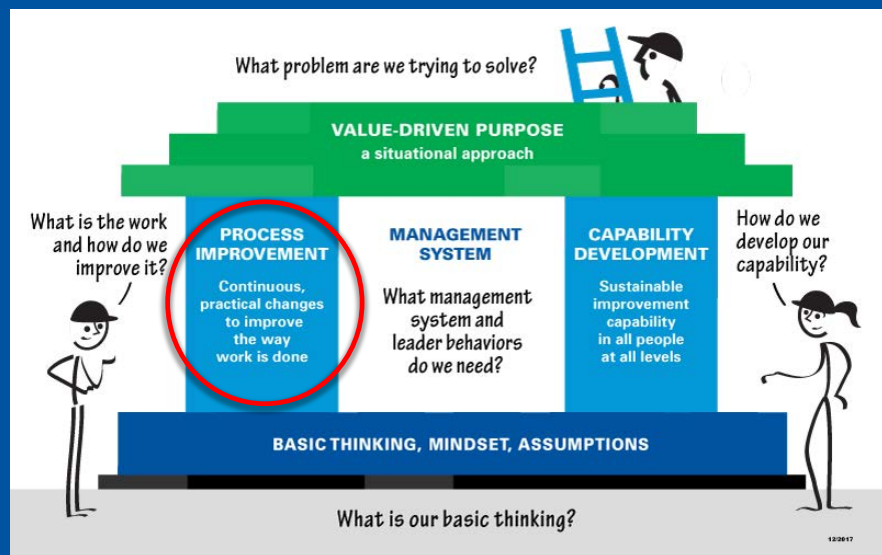 What problem are we trying to solve?
VALUE-DRIVEN PURPOSE
a situational approach
What is the work
and how do we
improve it?
PROCESS
IMPROVEMENT
Continuous,
practical changes
to improve
the way
work is done
MANAGEMENT
SYSTEM
What management
system and
leader behaviors
do we need?
CAPABILITY
DEVELOPMENT
Sustainable
improvement
capability
in all people
at all levels
How do we
develop our
capability?
BASIC THINKING, MINDSET, ASSUMPTIONS
What is our basic thinking?
12/2017